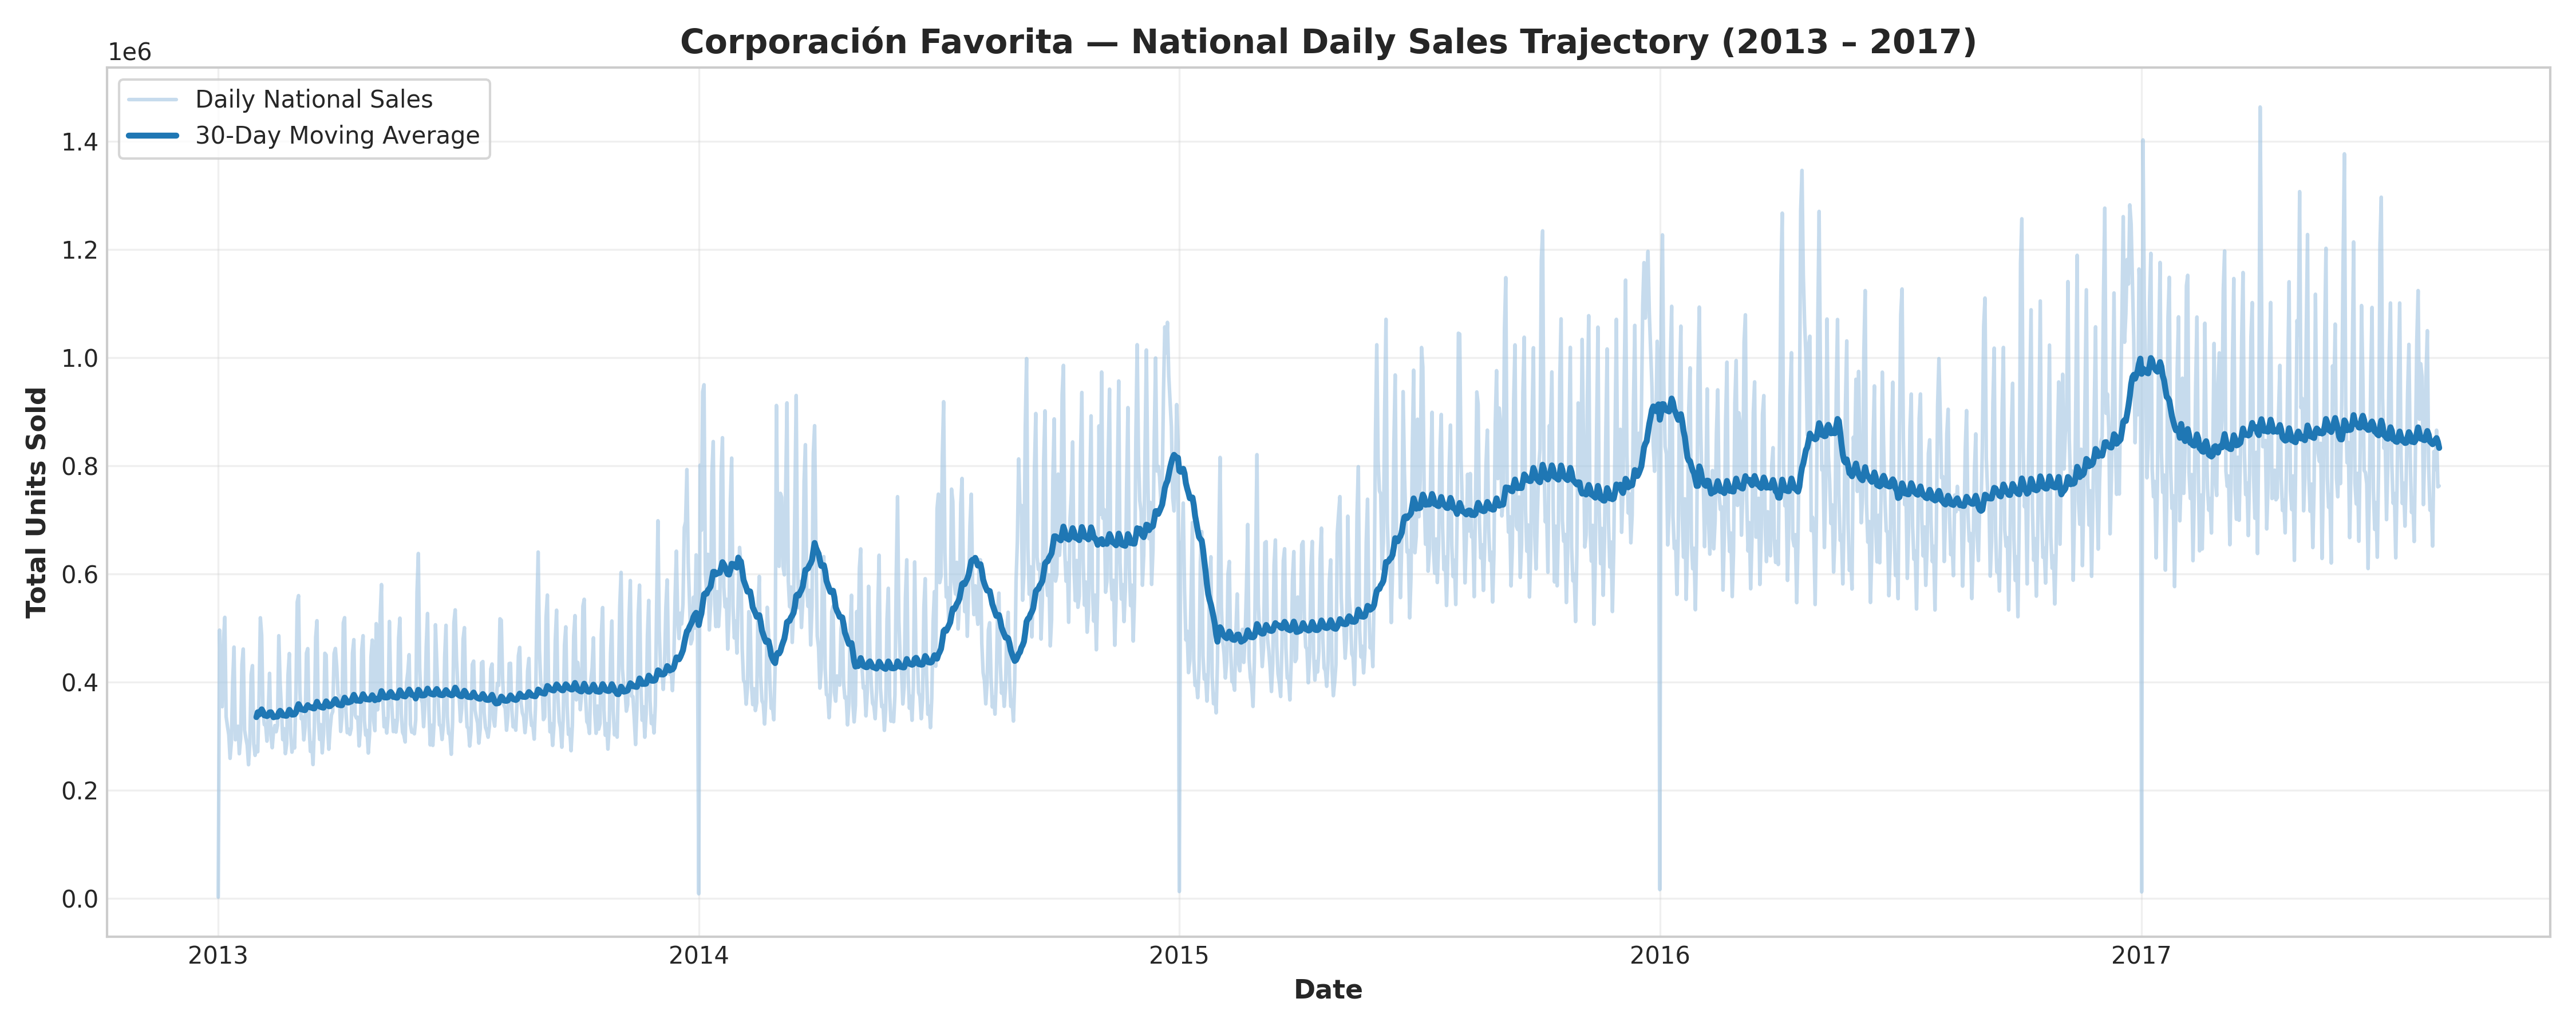 Corporación Favorita — National Daily Sales Trajectory (2013 – 2017)
1e6
Daily National Sales
30-Day Moving Average
Total Units Sold
1.4
1.2
1.0
0.8
0.6
0.4
0.2
0.0
2013 2014 2015 2016 2017
Date